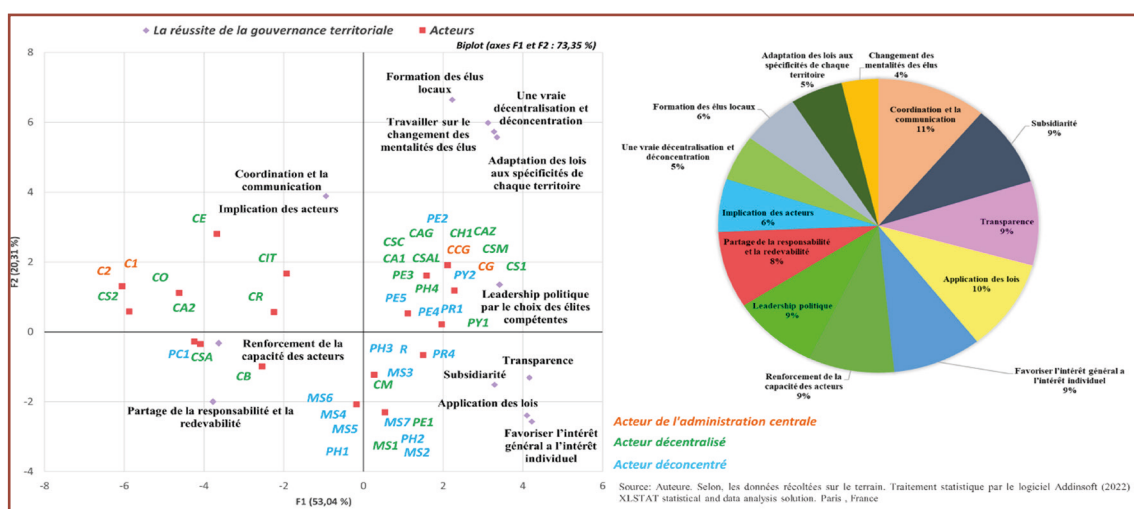 La réussite de la gouvernance territoriale
Acteurs
Biplot (axes F1 et F2 : 73,35 %)
8
6
4
2
0
-2
-4
F2 (20,31 %)
Formation des élus
locaux
Une vraie
décentralisation et
déconcentration
Travailler sur le
changement des
mentalités des élus
Adaptation des lois
aux spécificités de
chaque territoire
Coordination et la
communication
Implication des acteurs
CE
PE2
CAG
CH1
CAZ
CSC
CCG
CSM
CIT
CA1
CSAL
CG
CS1
C2
C1
CO
PE3
PY2
CS2
CA2
CR
PH4
Leadership politique
par le choix des élites
compétentes
PE5
PE4
PR1
PY1
PC1
CSA
Renforcement de la
capacité des acteurs
PH3
R
PR4
Transparence
CB
MS3
CM
Subsidiarité
Partage de la responsabilité et la
redevabilité
MS6
MS4
MS5
PH1
MS7
PE1
Application des lois
MS1
PH2
MS2
Favoriser l'intérêt
général a l'intérêt
individuel
-8
-6
-4
-2
0
2
4
6
F1 (53,04 %)
Adaptation des lois aux
spécificités de chaque
territoire
5%
Changement des
mentalités des élus
4%
Coordination et la
communication
11%
Subsidiarité
9%
Transparence
9%
Application des lois
10%
Favoriser l'intérêt général a
l'intérêt individuel
9%
Renforcement de la
capacité des acteurs
9%
Leadership politique
9%
Partage de la responsabilité
et la redevabilité
8%
Implication des acteurs
6%
Une vraie décentralisation et
déconcentration
5%
Formation des élus locaux
6%
Acteur de l'administration centrale
Acteur décentralisé
Acteur déconcentré
Source: Auteure. Selon, les données récoltées sur le terrain. Traitement statistique par le logiciel Addinsoft (2022)
XLSTAT statistical and data analysis solution. Paris , France